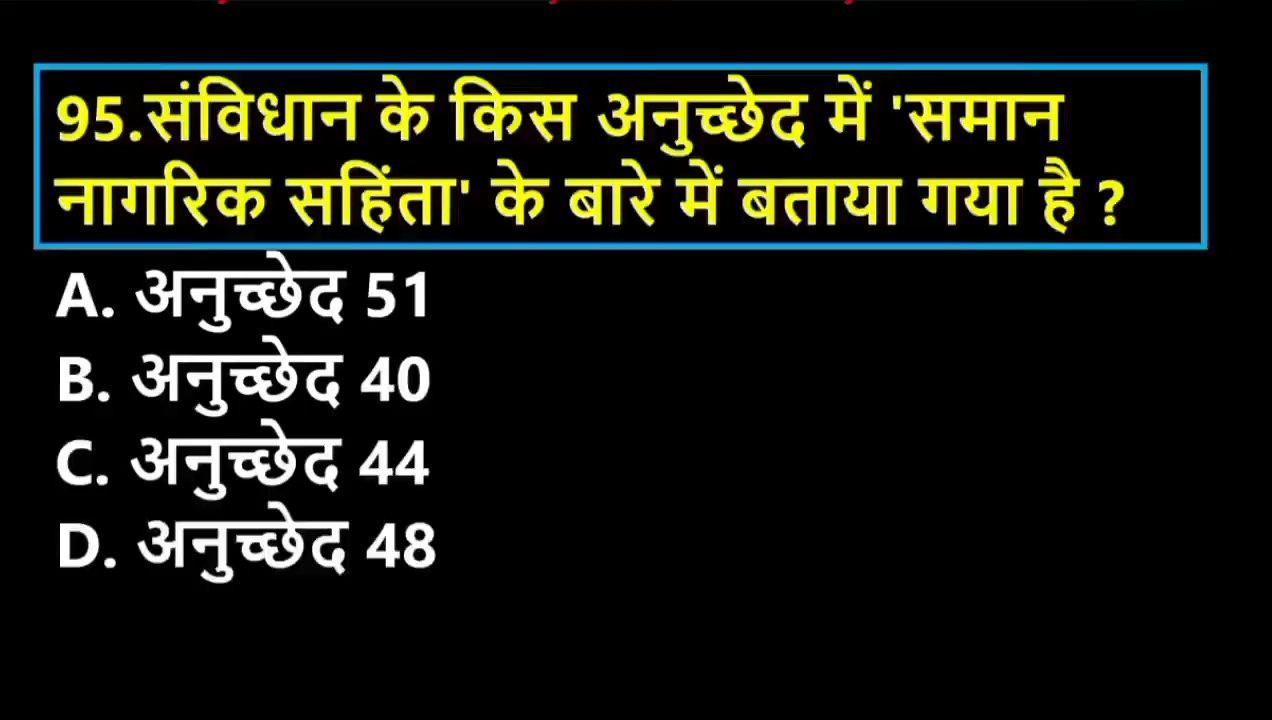 95.संविधान के किस अनुच्छेद में 'समान
नागरिक सहिंता' के बारे में बताया गया है ?
A. अनुच्छेद 51
B. अनुच्छेद 40
C. अनुच्छेद 44
D. अनुच्छेद 48